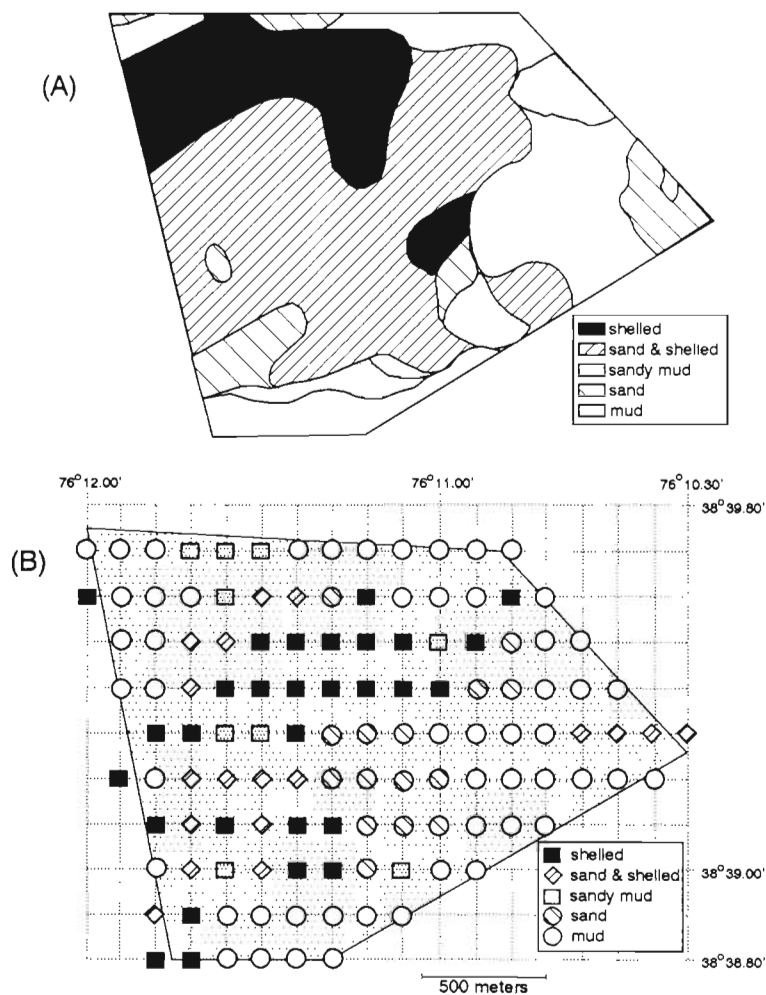 (A)
shelled
sand & shelled
sandy mud
sand
mud
76° 12.00'
76° 11.00'
76° 10.30'
38° 39.80'
(B)
shelled
sand & shelled
sandy mud
sand
mud
38° 39.00'
38° 38.80'
500 meters